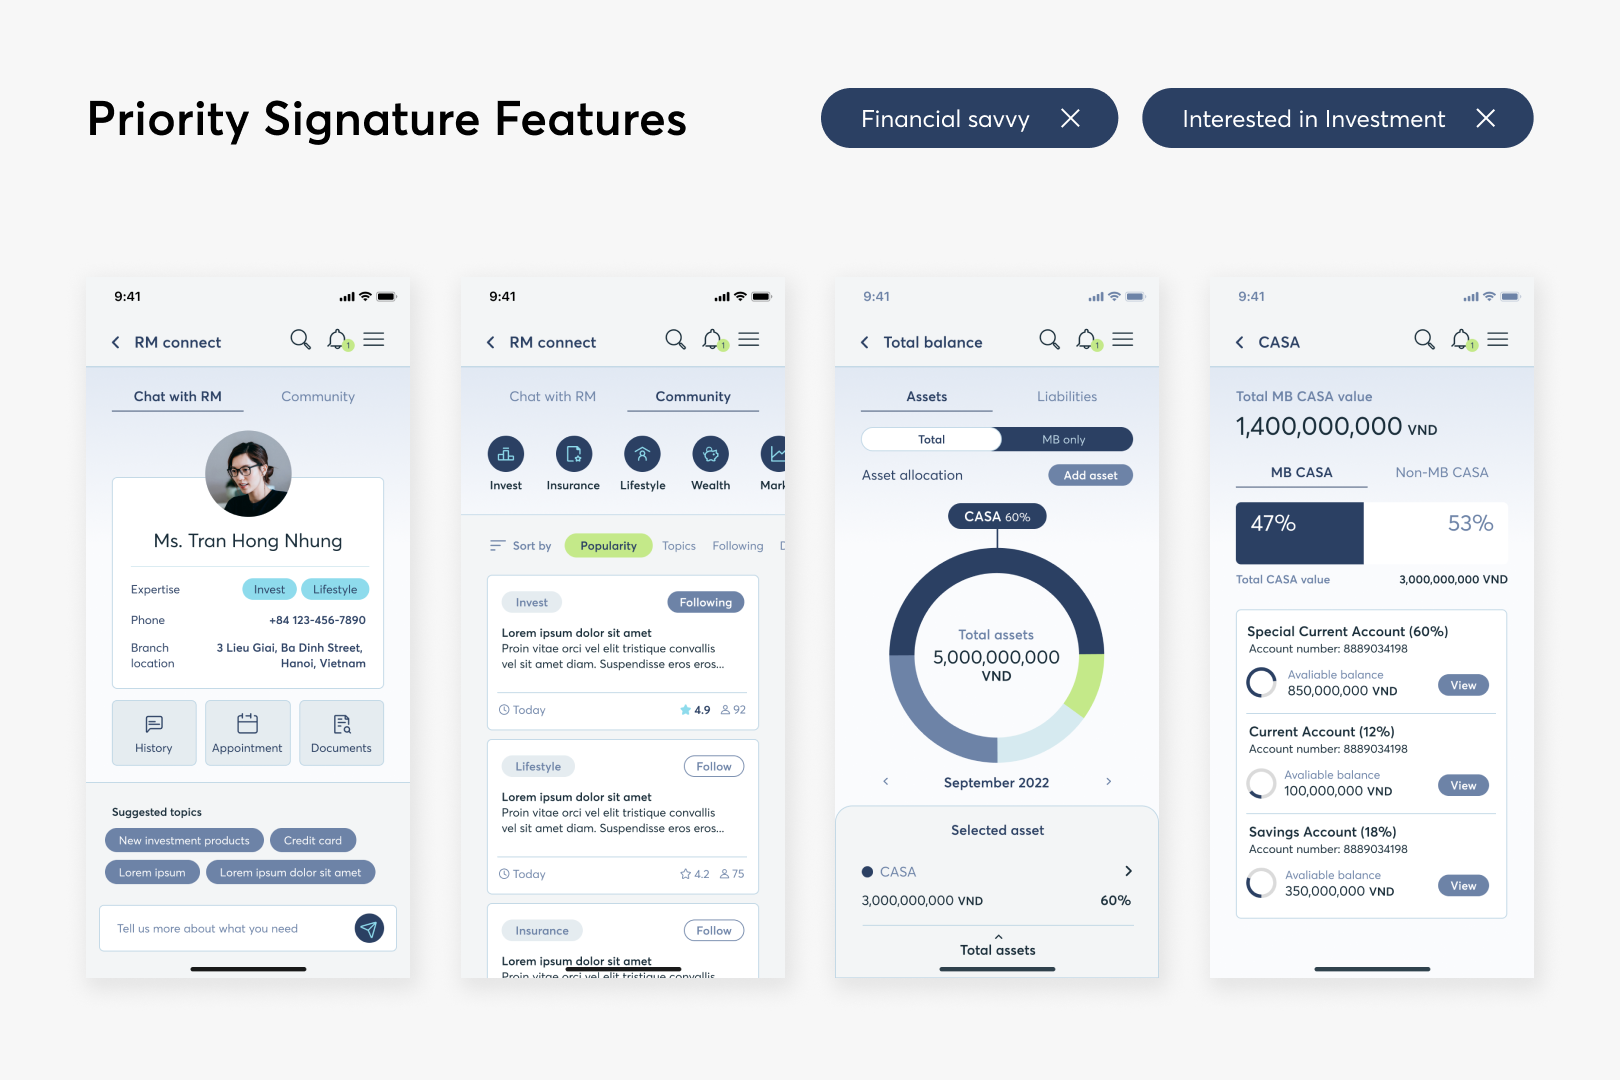 Priority Signature Features
Financial savvy
Interested in Investment
9:41
RM connect
1
Chat with RM
Community
Ms. Tran Hong Nhung
Expertise
Invest
Lifestyle
Phone
+84 123-456-7890
Branch
location
3 Lieu Giai, Ba Dinh Street,
Hanoi, Vietnam
History
Appointment
Documents
Suggested topics
New investment products
Credit card
Lorem ipsum
Lorem ipsum dolor sit amet
Tell us more about what you need
9:41
RM connect
1
Chat with RM
Community
Invest
Insurance
Lifestyle
Wealth
Mark
Sort by
Popularity
Topics
Following
Invest
Following
Lorem ipsum dolor sit amet
Proin vitae orci vel elit tristique convallis
vel sit amet diam. Suspendisse eros eros...
Today
4.9
92
Lifestyle
Follow
Lorem ipsum dolor sit amet
Proin vitae orci vel elit tristique convallis
vel sit amet diam. Suspendisse eros eros...
Today
4.2
75
Insurance
Follow
Lorem ipsum dolor sit amet
Proin vitae orci vel elit tristique convallis
9:41
Total balance
1
Assets
Liabilities
Total
MB only
Asset allocation
Add asset
CASA 60%
Total assets
5,000,000,000
VND
September 2022
Selected asset
CASA
3,000,000,000 VND
60%
Total assets
9:41
CASA
1
Total MB CASA value
1,400,000,000 VND
MB CASA
Non-MB CASA
47%
53%
Total CASA value
3,000,000,000 VND
Special Current Account (60%)
Account number: 8889034198
Avaliable balance
850,000,000 VND
View
Current Account (12%)
Account number: 8889034198
Avaliable balance
100,000,000 VND
View
Savings Account (18%)
Account number: 8889034198
Avaliable balance
350,000,000 VND
View